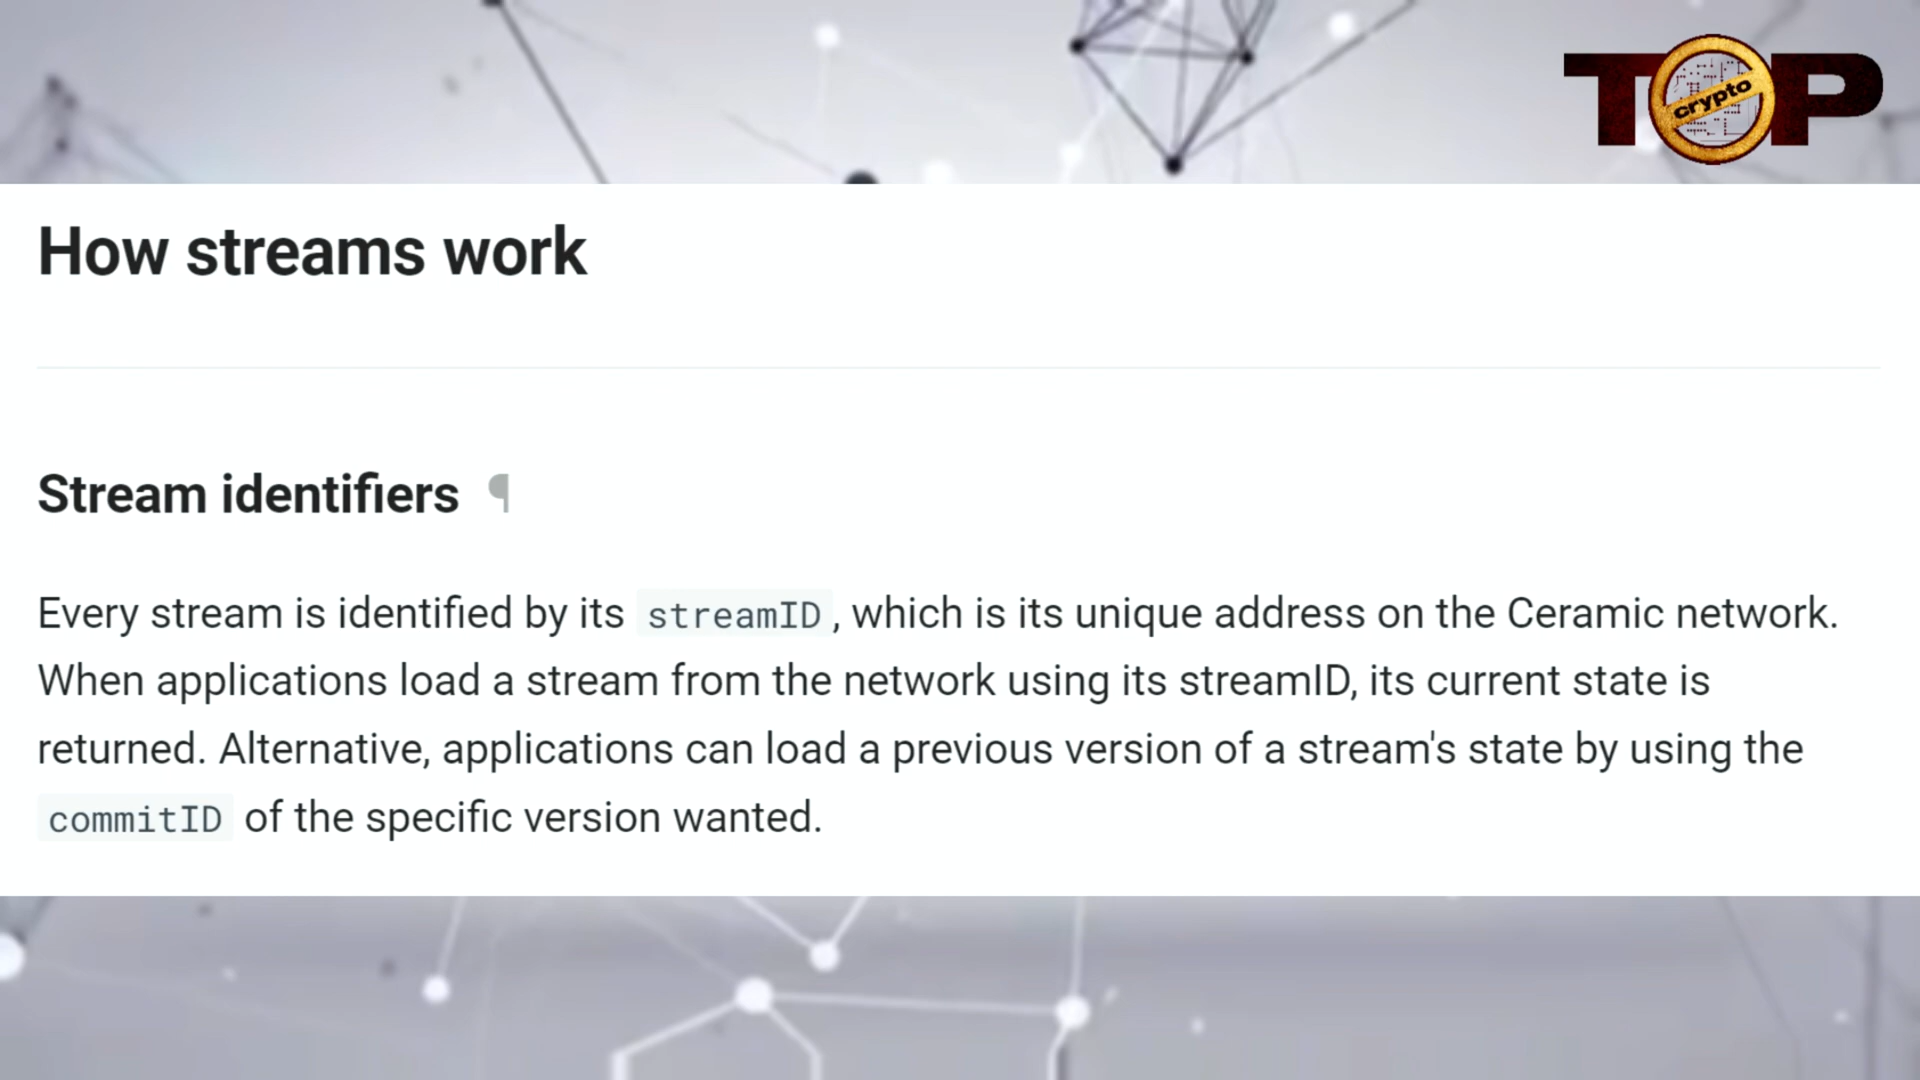 TOP
crypto
How streams work
Stream identifiers ¶
Every stream is identified by its streamID, which is its unique address on the Ceramic network.
When applications load a stream from the network using its streamID, its current state is
returned. Alternative, applications can load a previous version of a stream's state by using the
commitID of the specific version wanted.